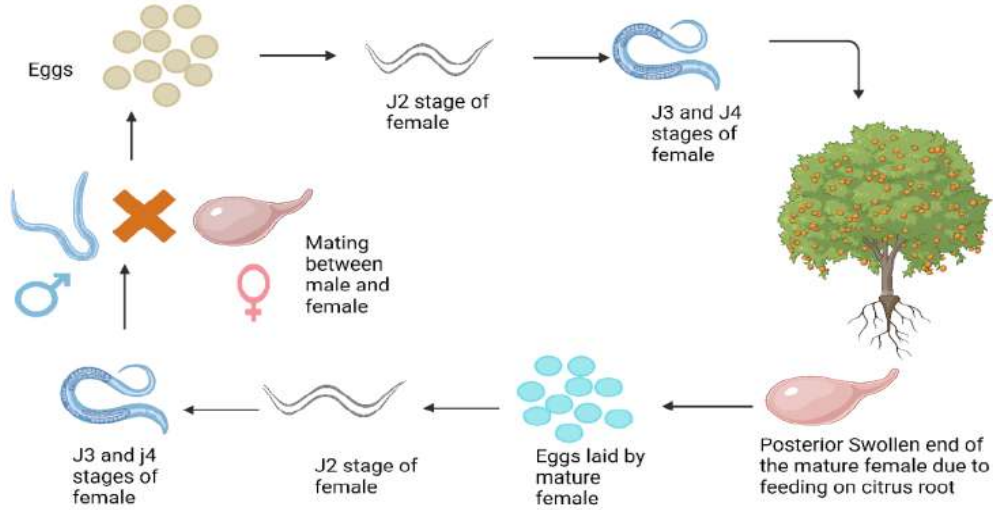 Eggs
J2 stage of
female
J3 and J4
stages of
female
Mating
between
male and
female
J3 and j4
stages of
female
J2 stage of
female
Eggs laid by
mature
female
Posterior Swollen end of
the mature female due to
feeding on citrus root